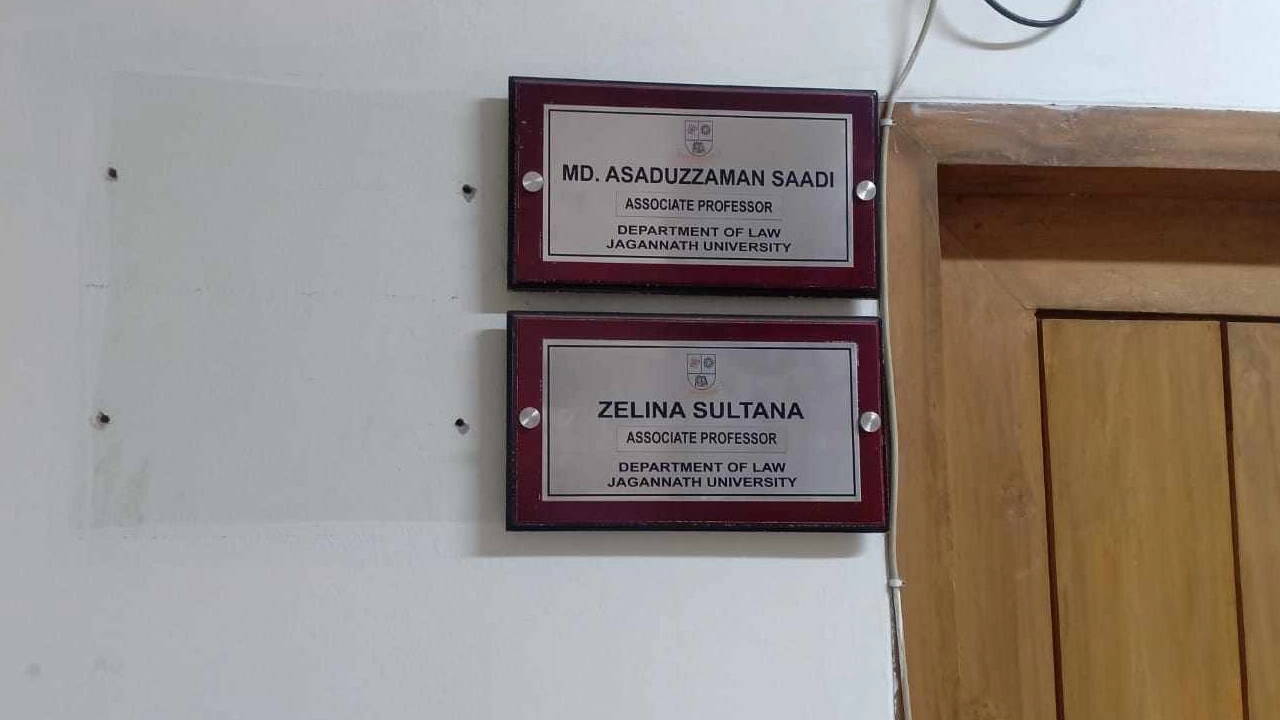 MD. ASADUZZAMAN SAADI
ASSOCIATE PROFESSOR
DEPARTMENT OF LAW
JAGANNATH UNIVERSITY
ZELINA SULTANA
ASSOCIATE PROFESSOR
DEPARTMENT OF LAW
JAGANNATH UNIVERSITY